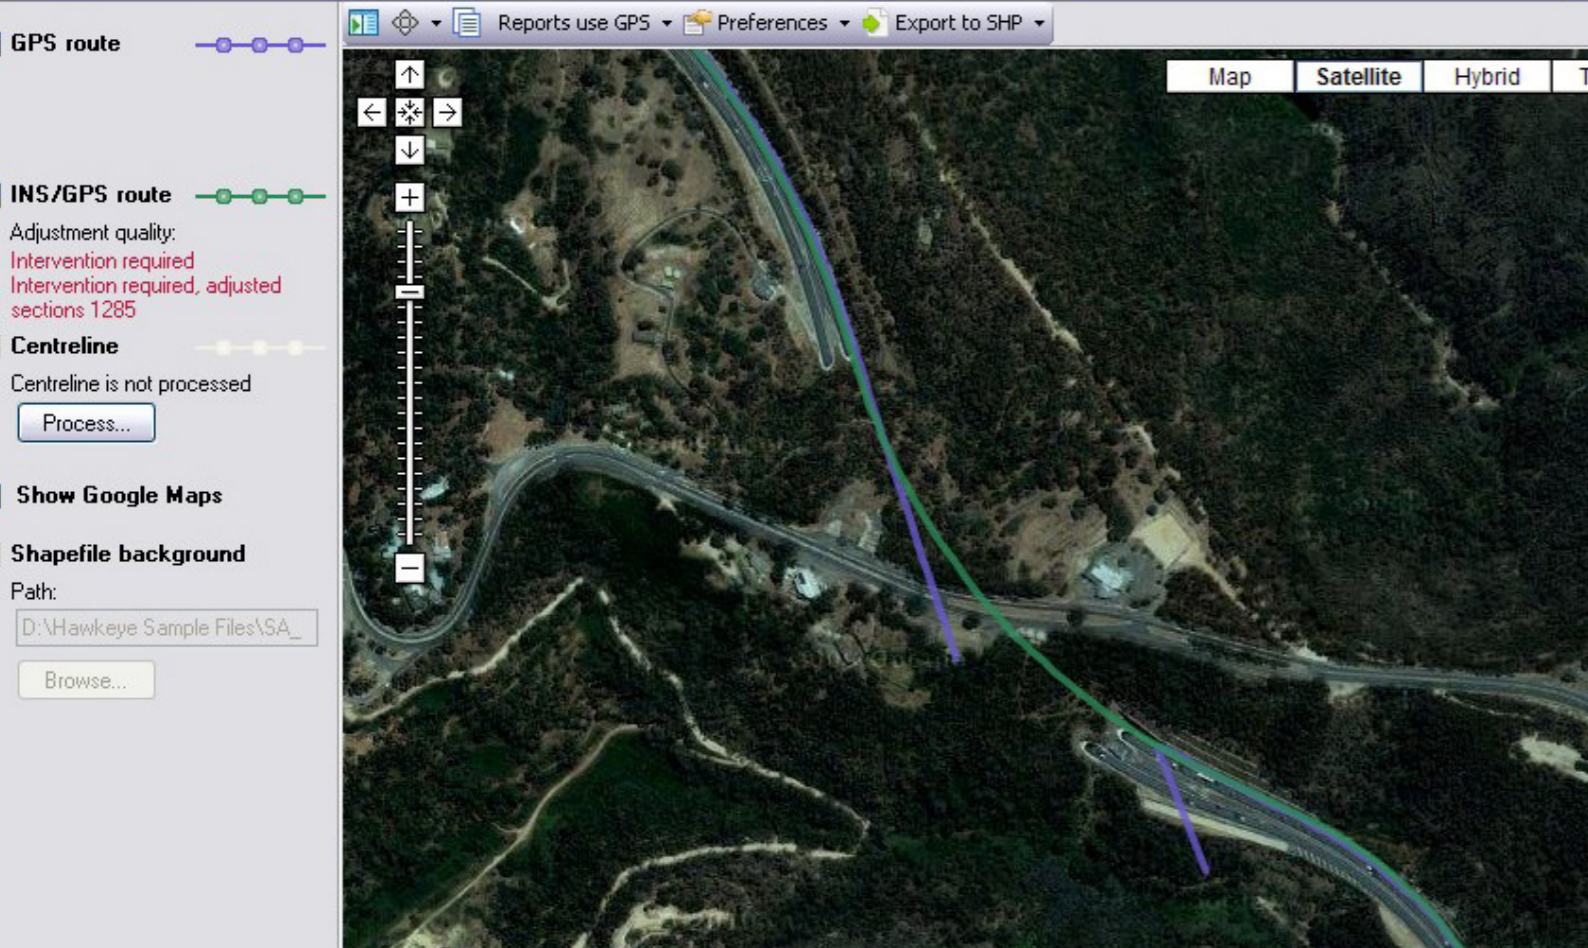 GPS route
INS/GPS route
Adjustment quality:
Intervention required
Intervention required, adjusted
sections 1285
Centreline
Centreline is not processed
Process...
Show Google Maps
Shapefile background
Path:
D:\Hawkeye Sample Files\SA_
Browse...
Reports use GPS
Preferences
Export to SHP
Map
Satellite
Hybrid
T